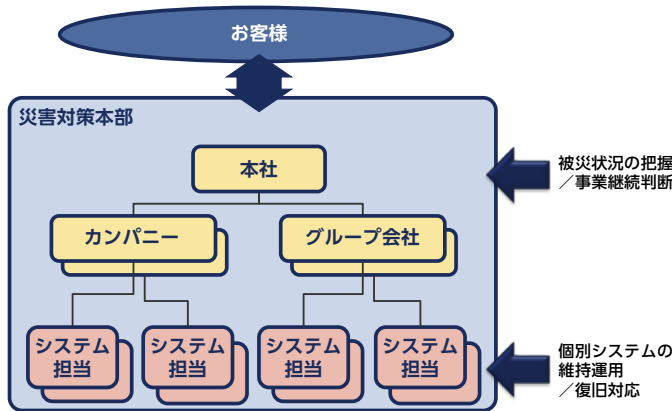 お客様
災害対策本部
本社
被災状況の把握
／事業継続判断
カンパニー
グループ会社
システム
担当
システム
担当
システム
担当
システム
担当
個別システムの
維持運用
／復旧対応